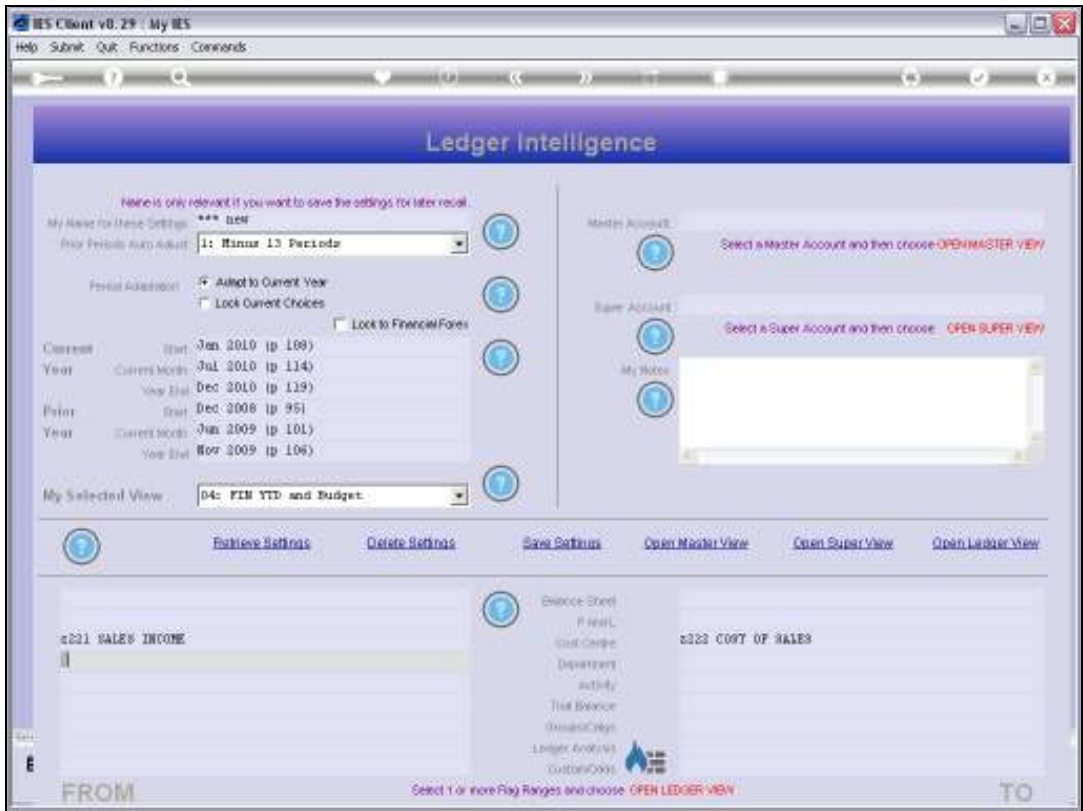 IES Client v8.29 : My IES
Help Submit Quit Functions Commands
Ledger Intelligence
Name is only relevant if you want to save the settings for later recall.
My Name for these Settings *** new
Prior Periods Auto Adjust 1: Minus 13 Periods
Period Adaptation Adapt to Current Year
Lock Current Choices
Lock to Financial Forex
Current Start Jan 2010 (p 108)
Year Current Month Jul 2010 (p 114)
Year End Dec 2010 (p 119)
Prior Start Dec 2008 (p 95)
Year Current Month Jun 2009 (p 101)
Year End Nov 2009 (p 106)
My Selected View 04: FIN YTD and Budget
Master Account
Select a Master Account and then choose OPEN MASTER VIEW
Super Account
Select a Super Account and then choose OPEN SUPER VIEW
My Notes
Retrieve Settings Delete Settings Save Settings Open Master View Open Super View Open Ledger View
Balance Sheet
P and L
z221 SALES INCOME Cost Centre z222 COST OF SALES
Department
Activity
Trial Balance
Ledger Analysis
Custom/Odds
FROM Select 1 or more Flag Ranges and choose OPEN LEDGER VIEW TO